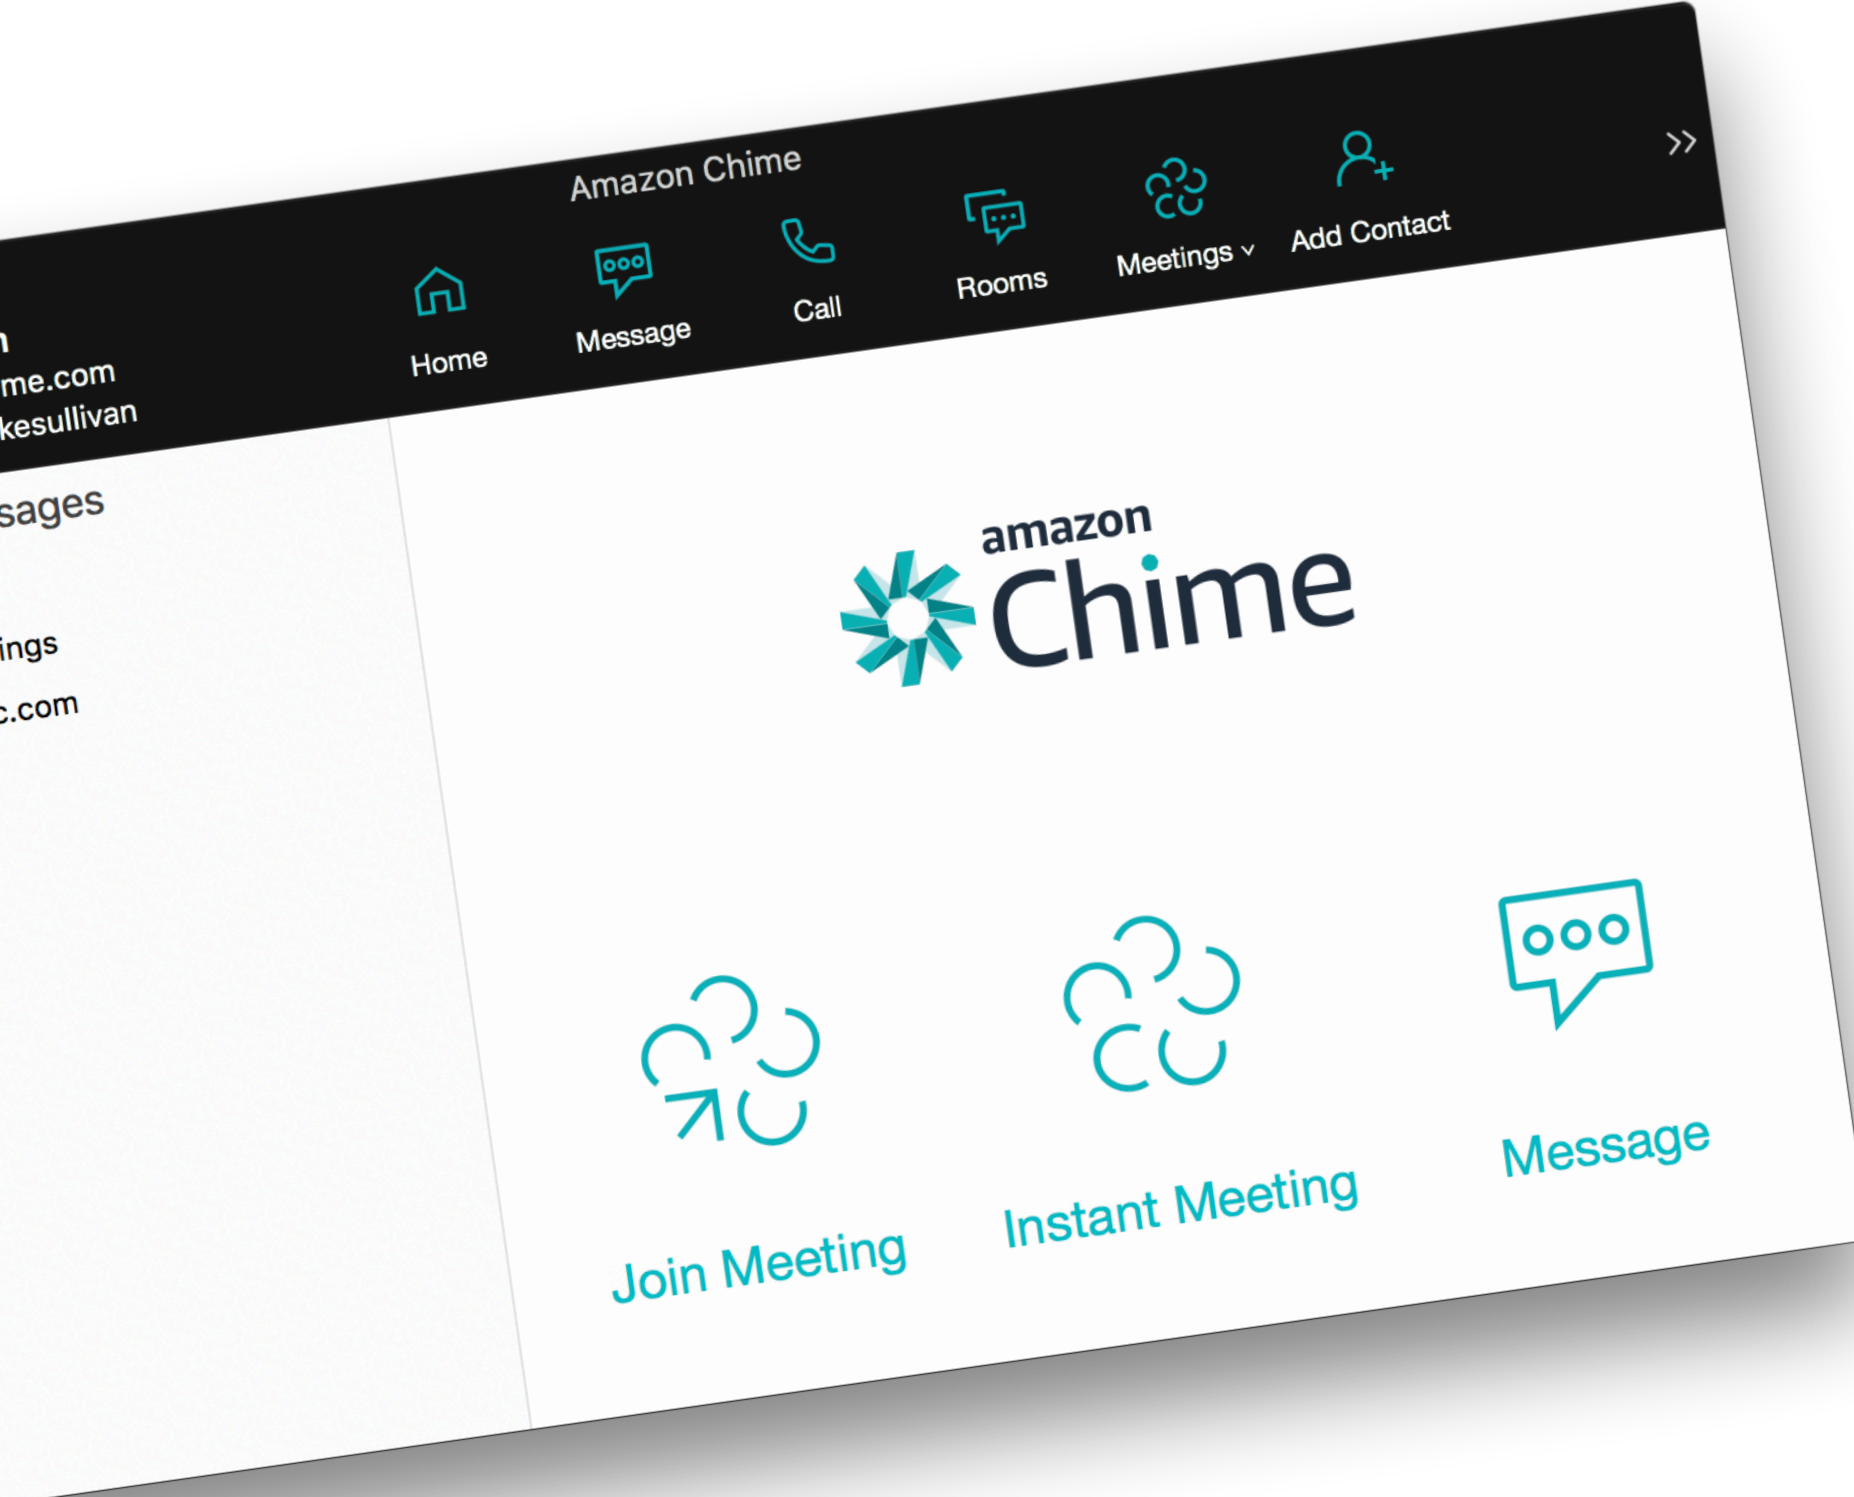 Amazon Chime
Home
Message
Call
Rooms
Meetings
Add Contact
me.com
kesullivan
sages
ings
c.com
amazon
Chime
Join Meeting
Instant Meeting
Message